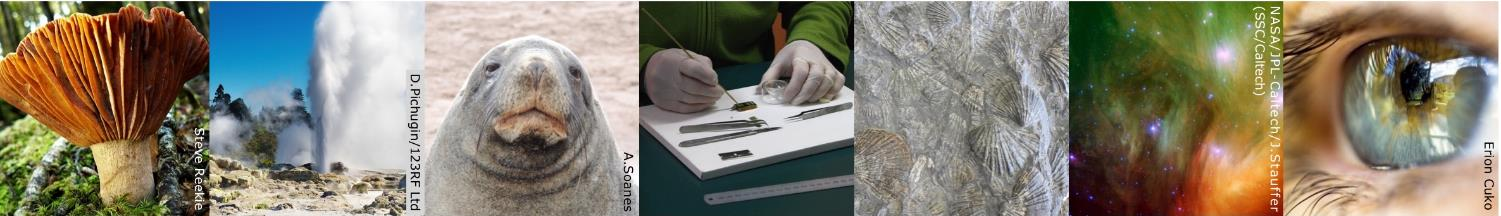 Steve Reekie
D.Pichugin/123RF Ltd
A.Soanes
NASA/JPL-Caltech/J.Stauffer
(SSC/Caltech)
Erion Cuko